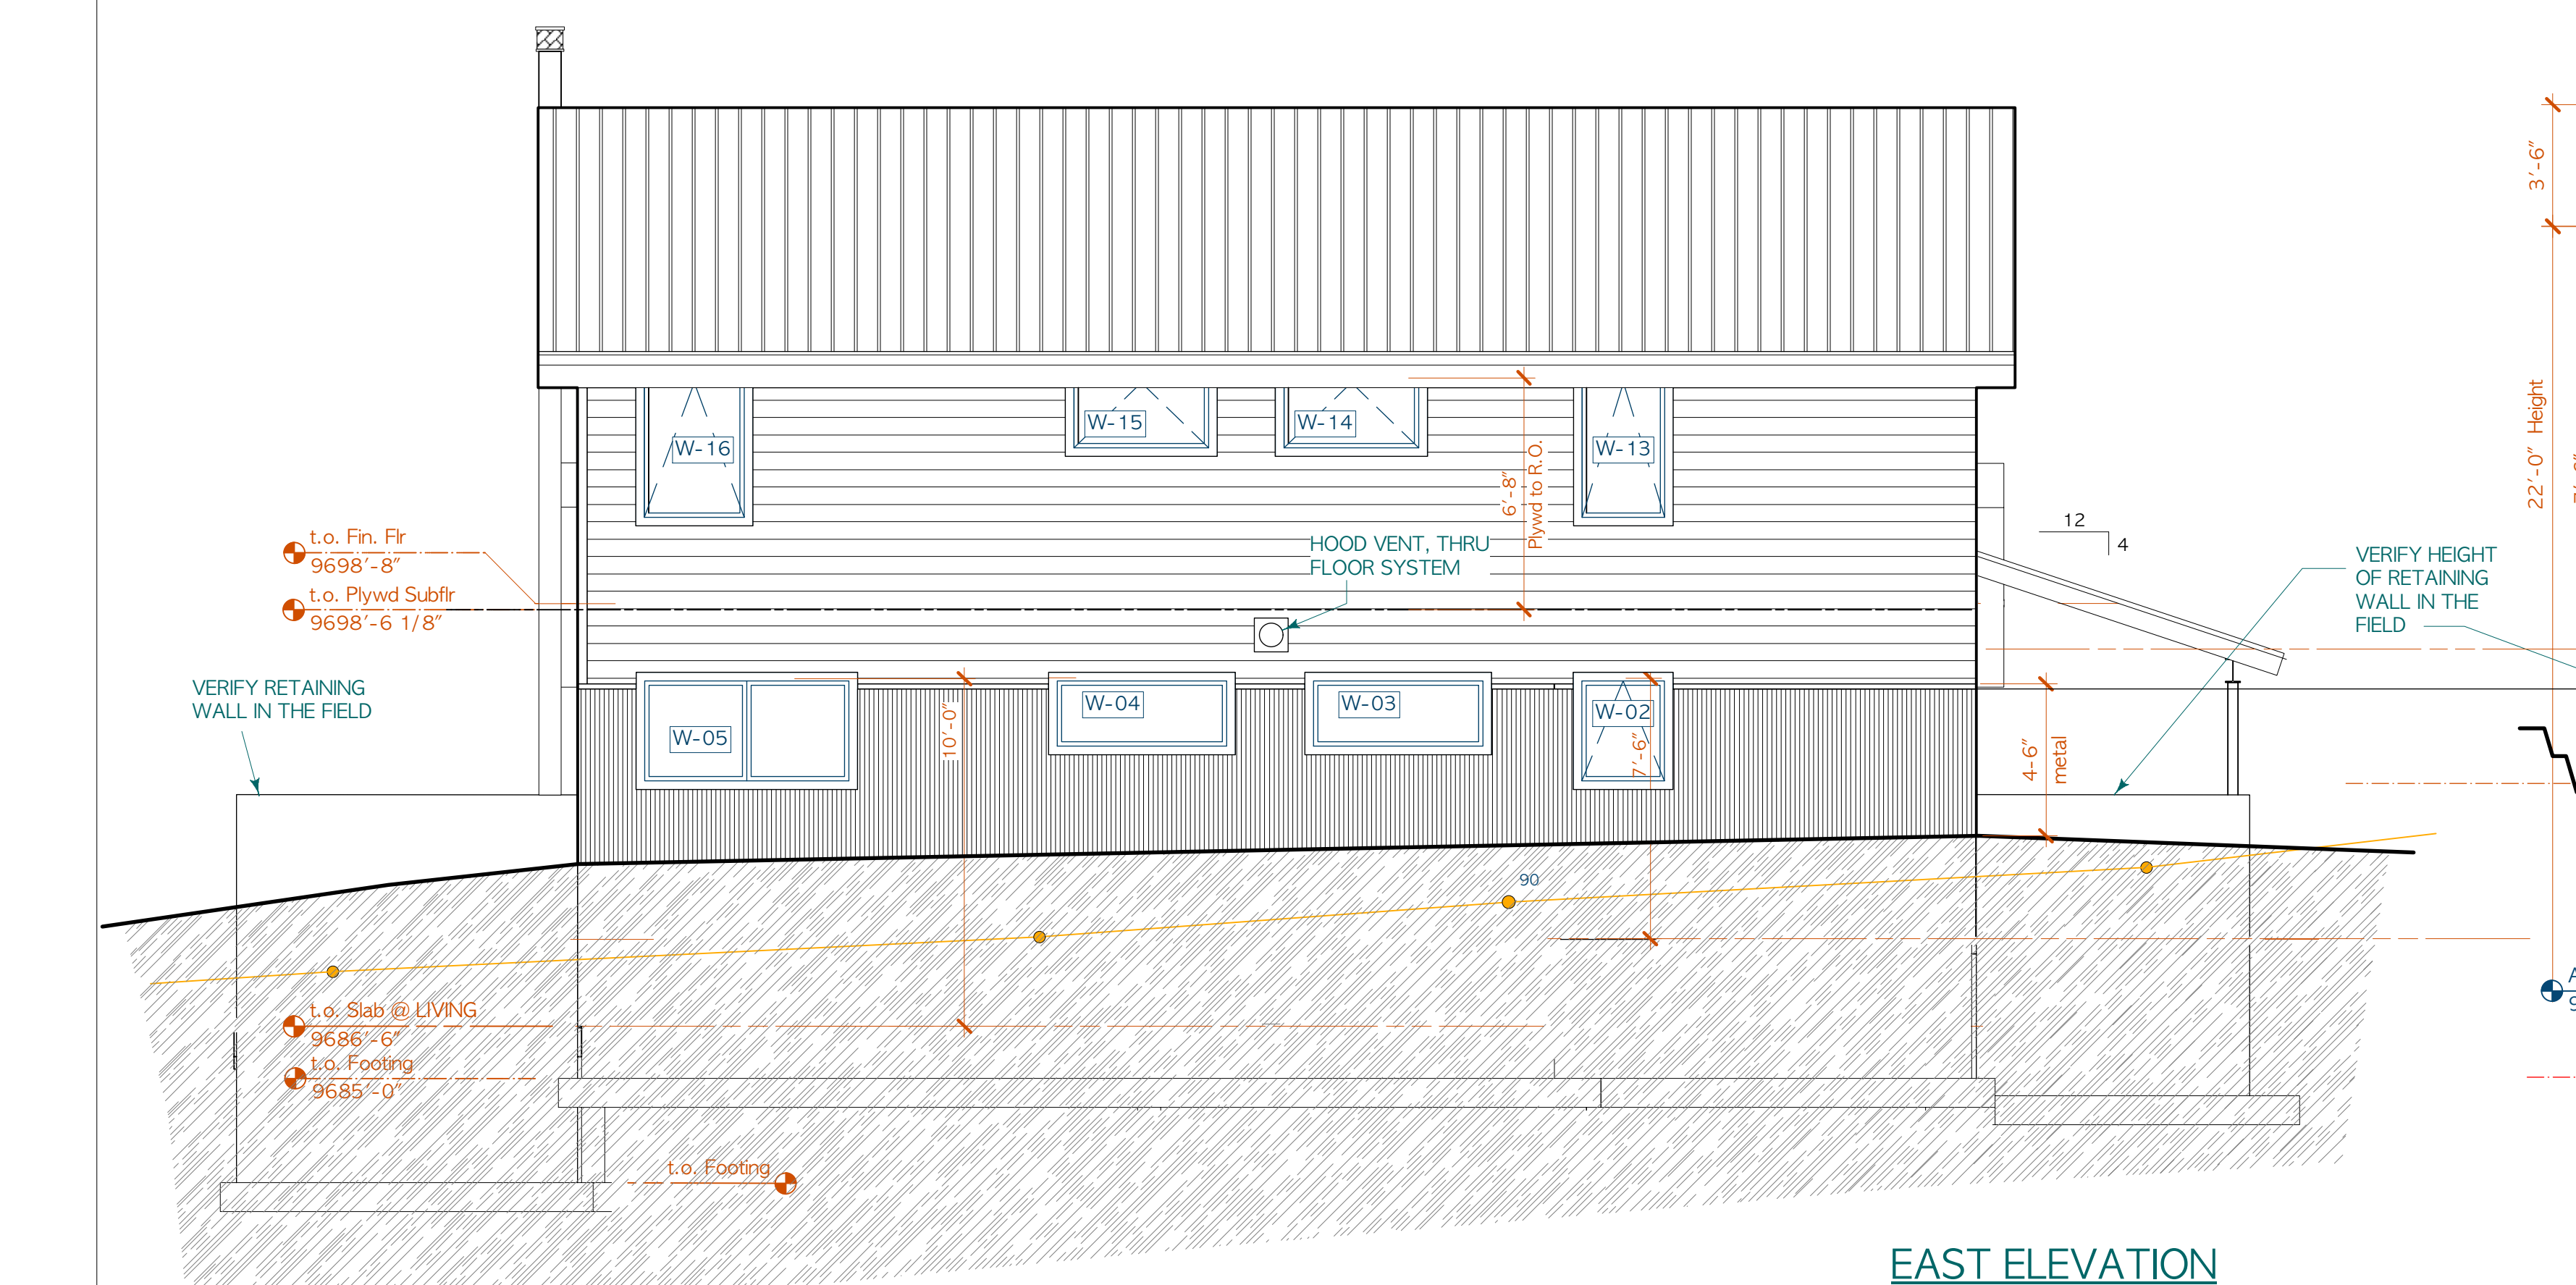 3'-6"
22'-0" Height
W-16
W-15
W-14
W-13
6'-8"
Plywd to R.O.
12
4
t.o. Fin. Flr
9698'-8"
t.o. Plywd Subflr
9698'-6 1/8"
HOOD VENT, THRU
FLOOR SYSTEM
VERIFY HEIGHT
OF RETAINING
WALL IN THE
FIELD
VERIFY RETAINING
WALL IN THE FIELD
W-05
10'-0"
W-04
W-03
W-02
7'-6"
4-6"
metal
90
t.o. Slab @ LIVING
9686'-6"
t.o. Footing
9685'-0"
t.o. Footing
EAST ELEVATION